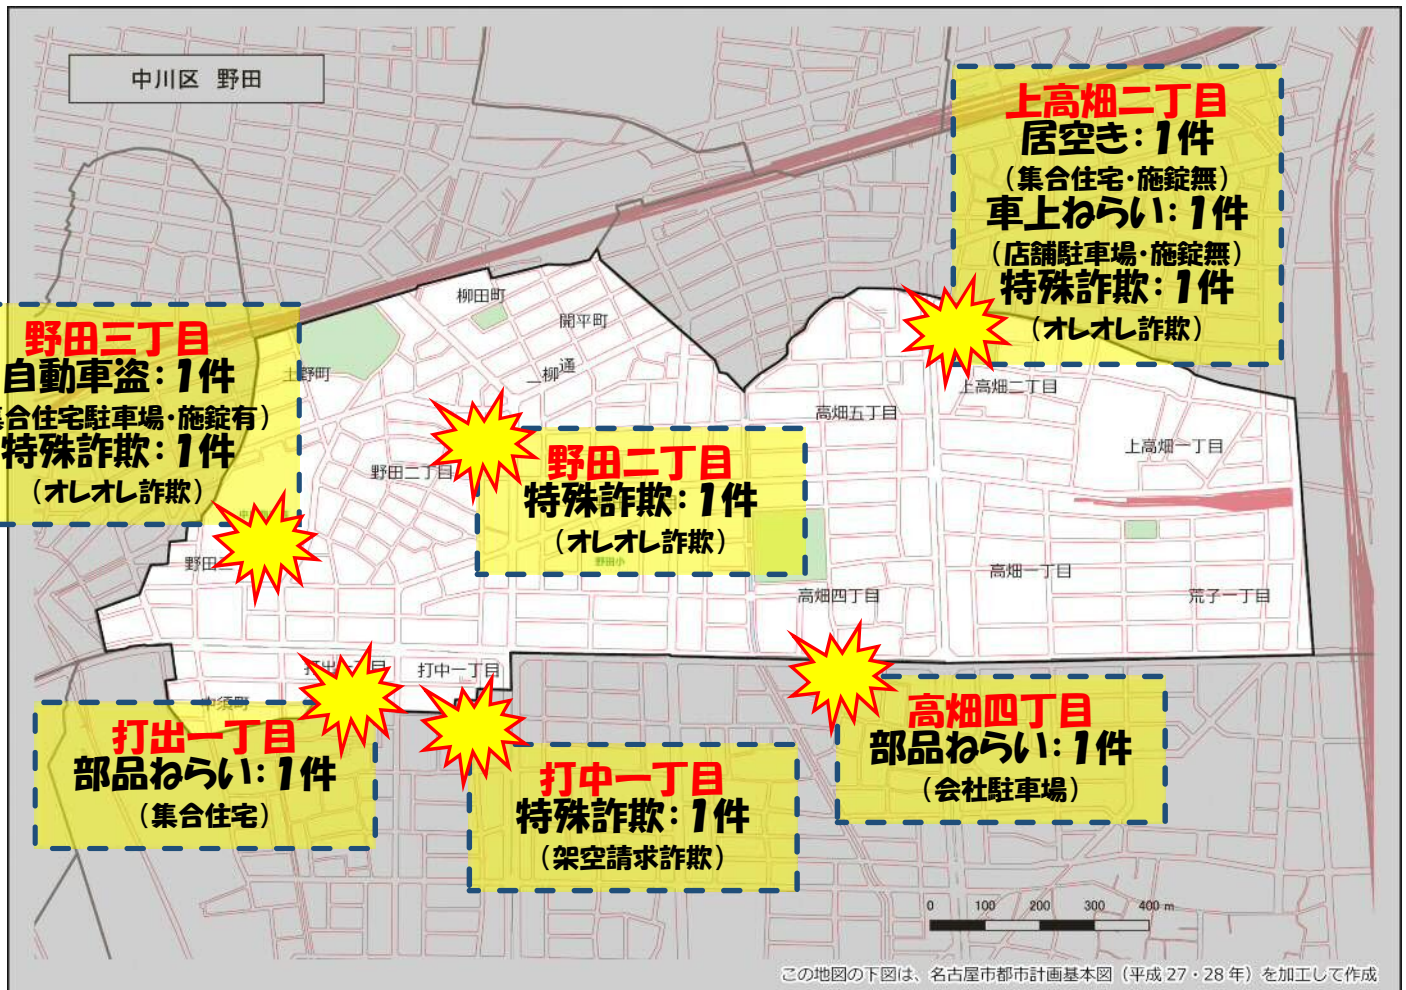 中川区 野田
上高畑二丁目
居空き：1件
（集合住宅・施錠無）
車上ねらい：1件
（店舗駐車場・施錠無）
特殊詐欺：1件
（オレオレ詐欺）
柳田町
開平町
一柳通
野田三丁目
自動車盗：1件
集合住宅駐車場・施錠有）
特殊詐欺：1件
（オレオレ詐欺）
上高畑二丁目
高畑五丁目
上高畑一丁目
野田二丁目
野田二丁目
特殊詐欺：1件
（オレオレ詐欺）
野田小
高畑一丁目
高畑四丁目
荒子一丁目
打出一丁目
打中一丁目
中須町
打出一丁目
部品ねらい：1件
（集合住宅）
打中一丁目
特殊詐欺：1件
（架空請求詐欺）
高畑四丁目
部品ねらい：1件
（会社駐車場）
0 100 200 300 400 m
この地図の下図は、名古屋市都市計画基本図（平成27・28年）を加工して作成